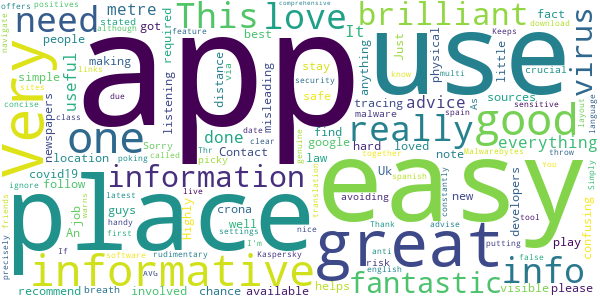 offers positives
navigate need metre This love brilliant download comprehensive
stated An fact although
Very people app got It use virus
required best Just feature
useful simple making via little crucial links
newspapers listening distance misleading stay anything physical multi security sites
concise due safe As know
one done really good
class date tracing advice sources sensitive
Contact malware everything
location information clear picky google find hard loved Uk note spain layout language
poking Sorry called Thr law MalwareBytes throw
covid19 genuine avoiding new You
ignore follow place easy together developers confusing
job latest guys crona live translation spanish constantly
friends warns handy well Highly settings great play Simply
precisely first I'm nice Thank advise tool
If software rudimentary Kaspersky anti putting
informative risk english info
AVG helps fantastic false visible please
recommend breath involved chance available